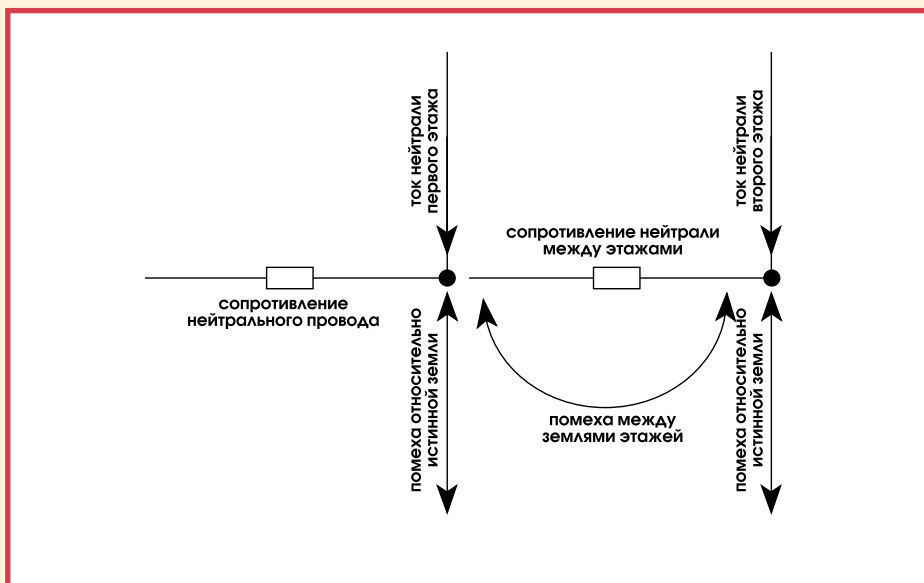 ток нейтрали
первого этажа
ток нейтрали
второго этажа
сопротивление нейтрали
между этажами
сопротивление
нейтрального провода
помеха относительно
истинной земли
помеха между
землями этажей
помеха относительно
истинной земли